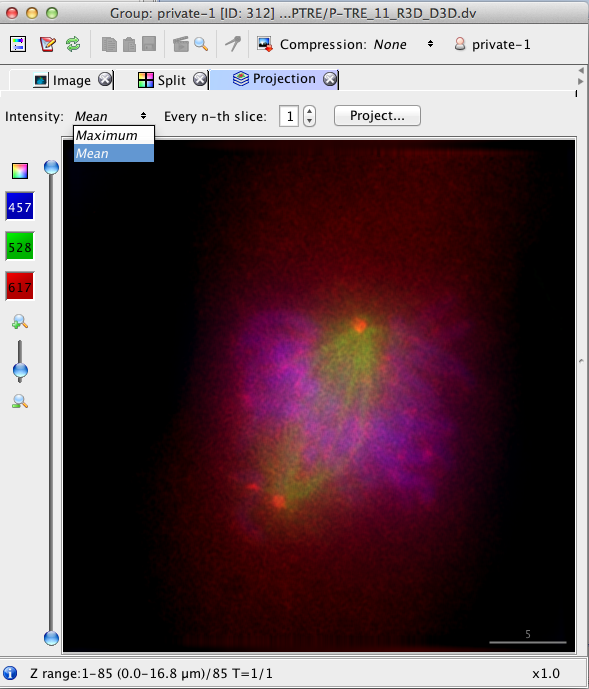 Group: private-1 [ID: 312] ...PTRE/P-TRE_11_R3D_D3D.dv
Compression: None private-1
Image Split Projection
Intensity: Mean Every n-th slice: 1 Project...
Maximum
Mean
457
528
617
5
Z range:1-85 (0.0-16.8 µm)/85 T=1/1 x1.0